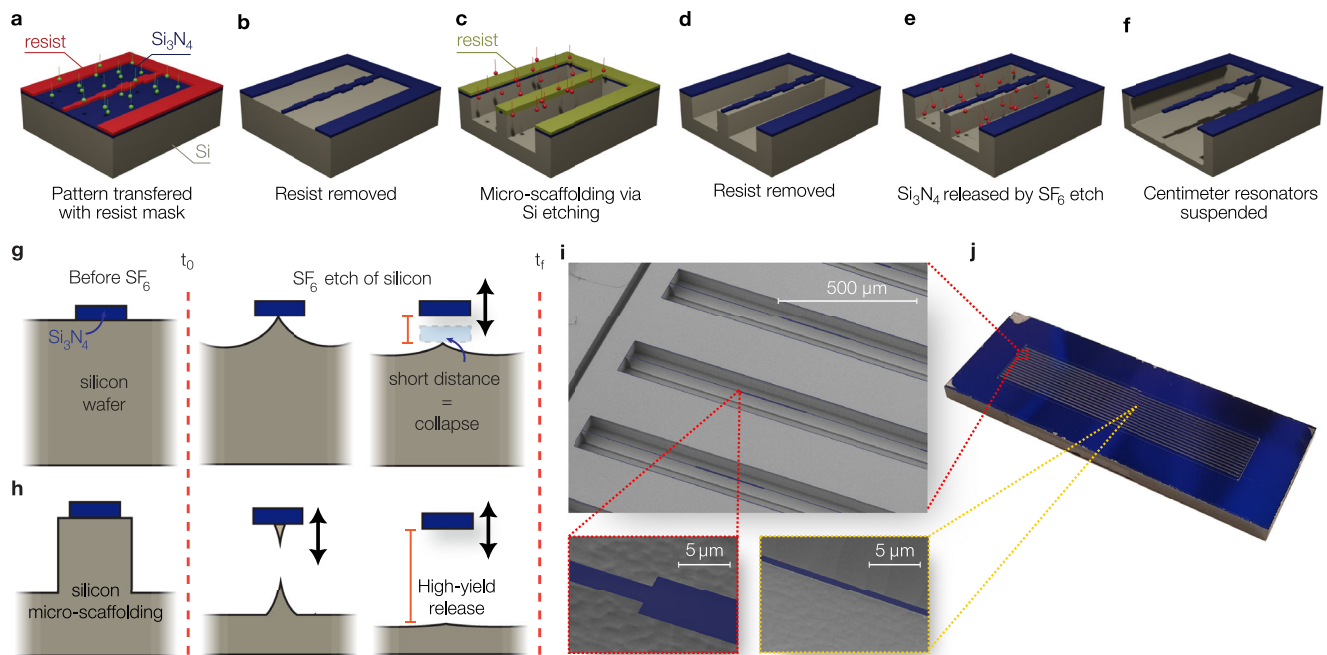 a
resist
Si₃N₄
Si
Pattern transfered
with resist mask
b
Resist removed
c
resist
Micro-scaffolding via
Si etching
d
Resist removed
e
Si₃N₄ released by SF₆ etch
f
Centimeter resonators
suspended
g
Before SF₆
t₀
SF₆ etch of silicon
t_f
Si₃N₄
silicon
wafer
short distance
=
collapse
h
silicon
micro-scaffolding
High-yield
release
i
500 µm
5 µm
5 µm
j